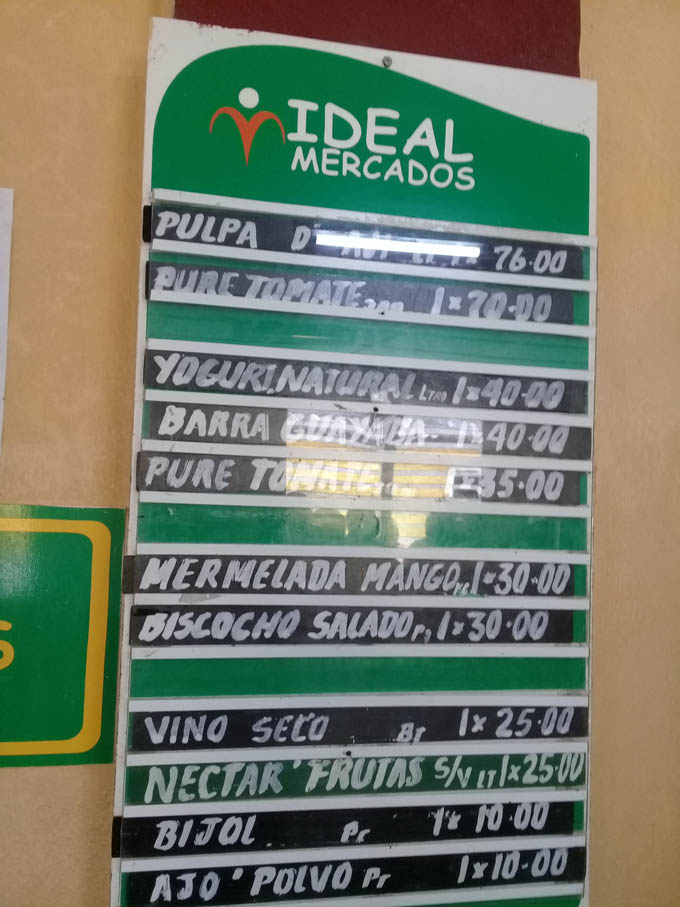 IDEAL
MERCADOS
PULPA D AJI 76.00
PURE TOMATE 1x70.00
YOGURT NATURAL LTRO 1x40.00
BARRA GUAYABA 1x40.00
PURE TOMATE 1x35.00
MERMELADA MANGO 1x30.00
BISCOCHO SALADO Pq 1x30.00
S
VINO SECO BT 1x 25.00
NECTAR FRUTAS S/V LT 1x25.00
BIJOL Pr 1x 10.00
AJO POLVO Pr 1x10.00